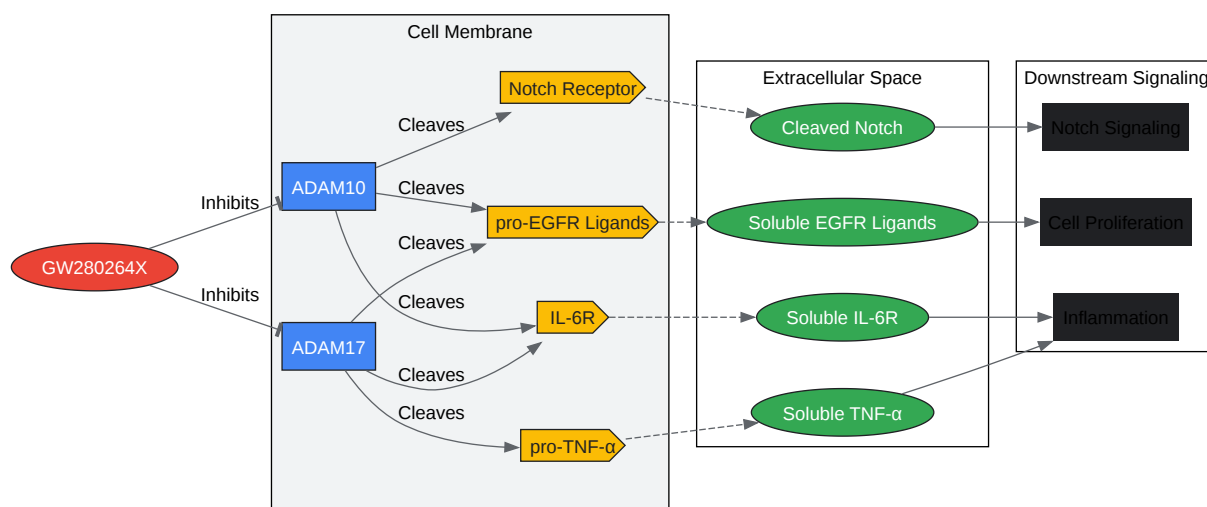 Cell Membrane
Extracellular Space
Downstream Signaling
Notch Receptor
Cleaves
Cleaved Notch
Notch Signaling
ADAM10
Cleaves
Inhibits
pro-EGFR Ligands
Soluble EGFR Ligands
Cell Proliferation
Cleaves
GW280264X
Inhibits
Cleaves
IL-6R
Soluble IL-6R
Inflammation
ADAM17
Cleaves
Cleaves
Soluble TNF-α
pro-TNF-α